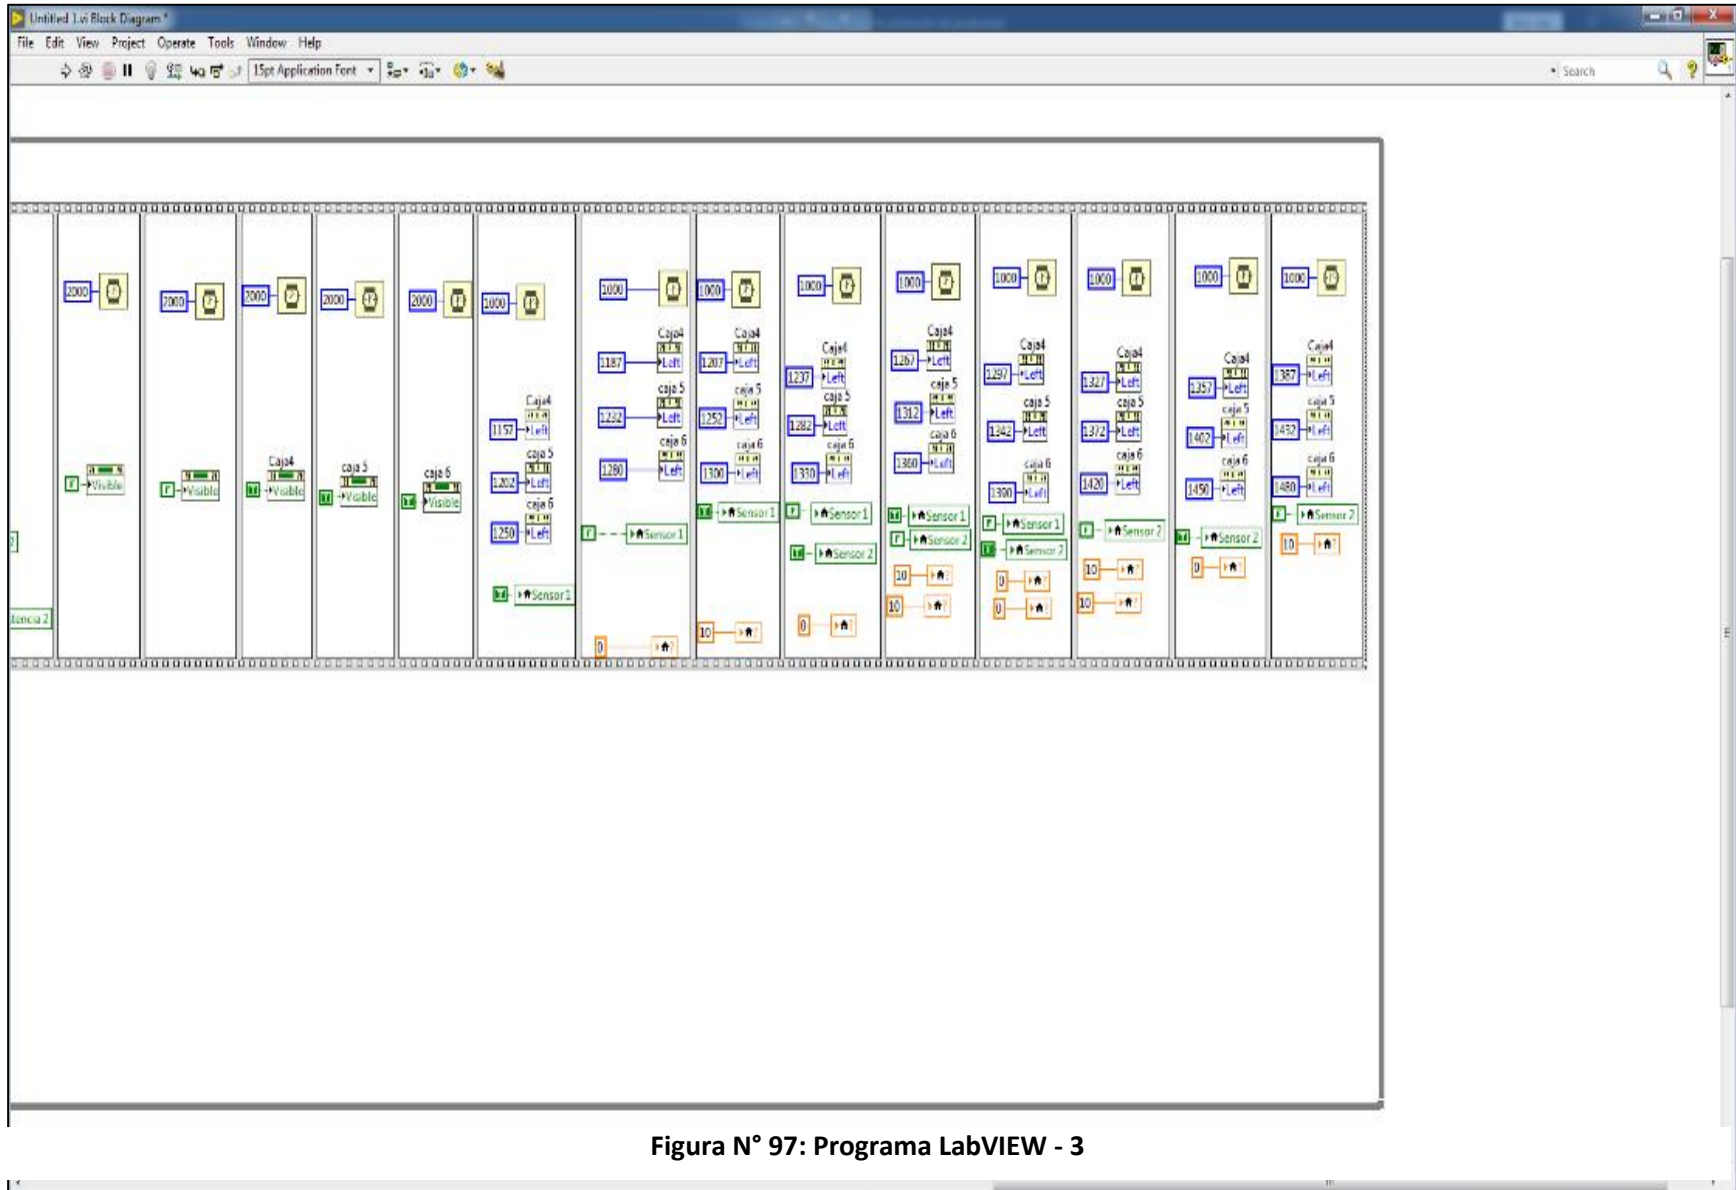 Untitled 1.vi Block Diagram *
File Edit View Project Operate Tools Window Help
15pt Application Font
Search
2
tencia 2
2000
F Visible
2000
F Visible
2000
Caja4
Visible
2000
caja 5
Visible
2000
caja 6
Visible
1000
Caja4
1157 Left
caja 5
1202 Left
caja 6
1250 Left
Sensor 1
1000
Caja4
1187 Left
caja 5
1232 Left
caja 6
1280 Left
F Sensor 1
0 ?
1000
Caja4
1207 Left
caja 5
1252 Left
caja 6
1300 Left
Sensor 1
10 ?
1000
Caja4
1237 Left
caja 5
1282 Left
caja 6
1330 Left
F Sensor 1
Sensor 2
0 ?
1000
Caja4
1267 Left
caja 5
1312 Left
caja 6
1360 Left
Sensor 1
F Sensor 2
10 ?
10 ?
1000
Caja4
1297 Left
caja 5
1342 Left
caja 6
1390 Left
F Sensor 1
Sensor 2
0 ?
0 ?
1000
Caja4
1327 Left
caja 5
1372 Left
caja 6
1420 Left
F Sensor 2
10 ?
10 ?
1000
Caja4
1357 Left
caja 5
1402 Left
caja 6
1450 Left
Sensor 2
0 ?
1000
Caja4
1387 Left
caja 5
1432 Left
caja 6
1480 Left
F Sensor 2
10 ?
Figura N° 97: Programa LabVIEW - 3